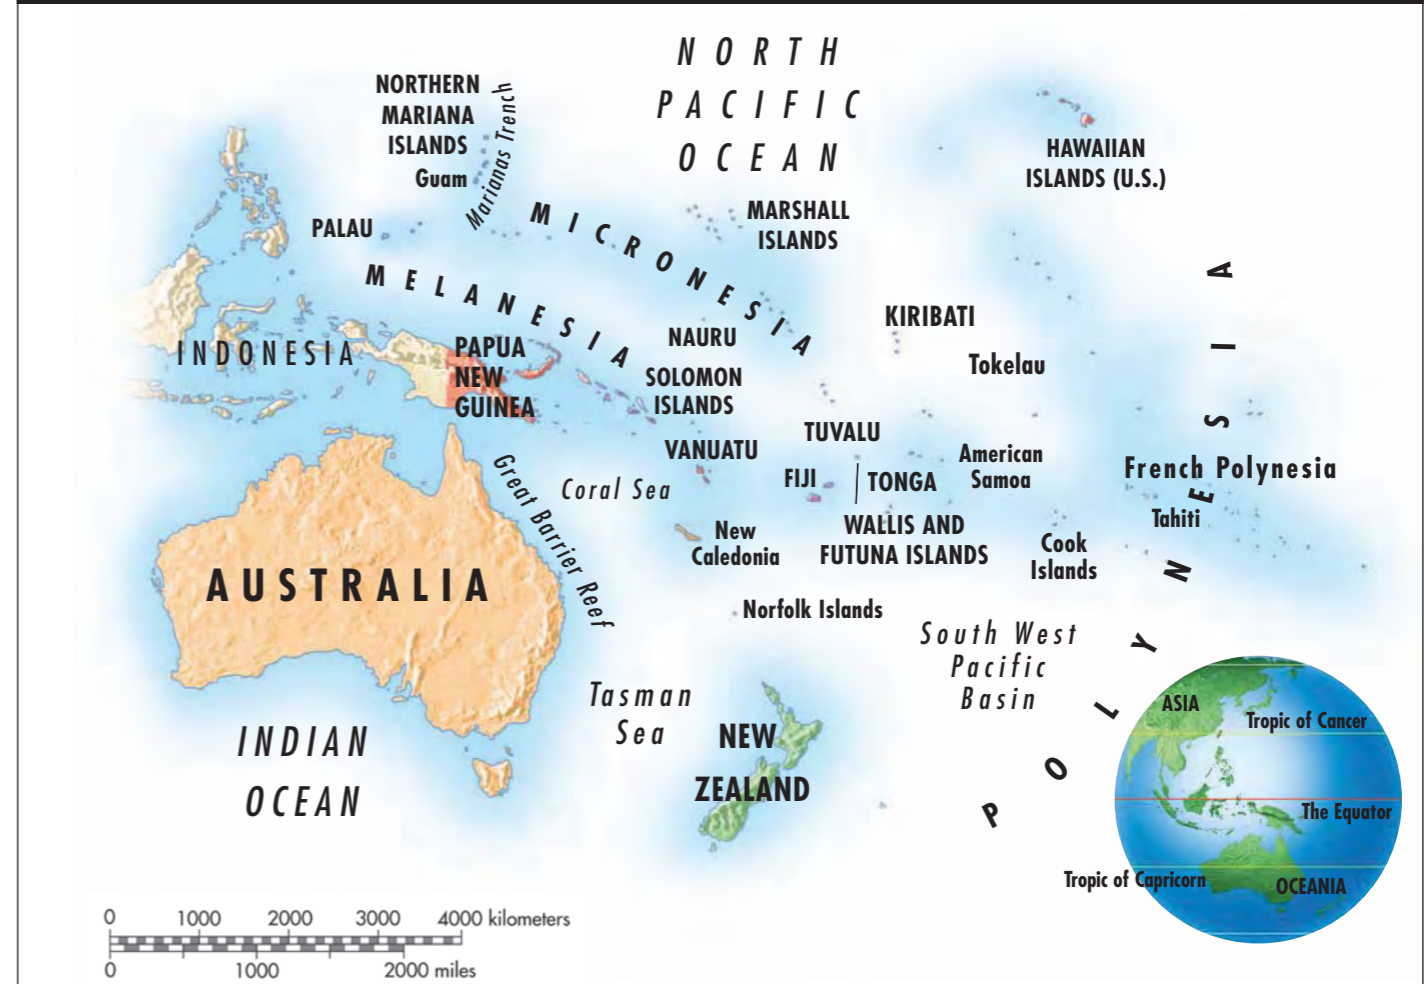 NORTH
PACIFIC
OCEAN
NORTHERN
MARIANA
ISLANDS
Guam
Marianas Trench
HAWAIIAN
ISLANDS (U.S.)
PALAU
MICRONESIA
MARSHALL
ISLANDS
MELANESIA
KIRIBATI
NAURU
INDONESIA
PAPUA
NEW
GUINEA
Tokelau
SOLOMON
ISLANDS
TUVALU
VANUATU
American
Samoa
FIJI
TONGA
French Polynesia
Tahiti
POLYNESIA
Great Barrier Reef
Coral Sea
New
Caledonia
WALLIS AND
FUTUNA ISLANDS
Cook
Islands
AUSTRALIA
Norfolk Islands
South West
Pacific
Basin
Tasman
Sea
NEW
ZEALAND
INDIAN
OCEAN
ASIA
Tropic of Cancer
The Equator
Tropic of Capricorn
OCEANIA
0 1000 2000 3000 4000 kilometers
0 1000 2000 miles